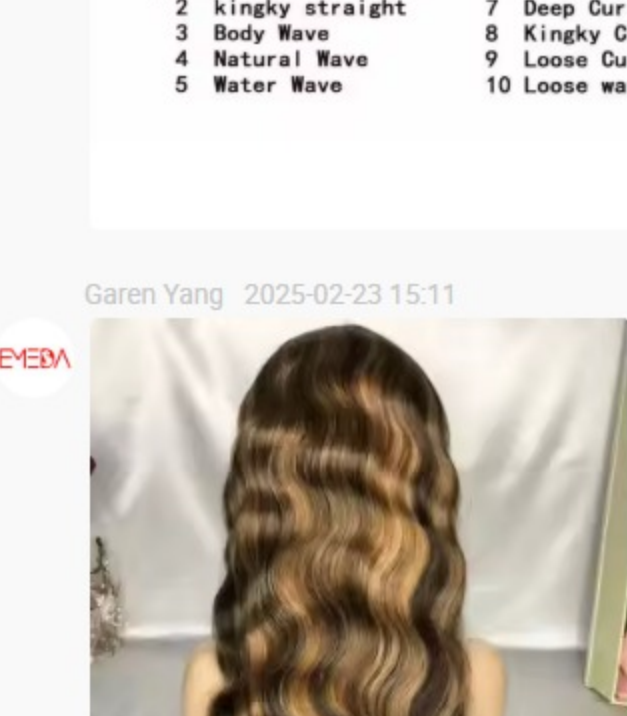 2 kingky straight 7 Deep Cur
3 Body Wave 8 Kingky C
4 Natural Wave 9 Loose Cu
5 Water Wave 10 Loose wa
Garen Yang 2025-02-23 15:11
EMEDA